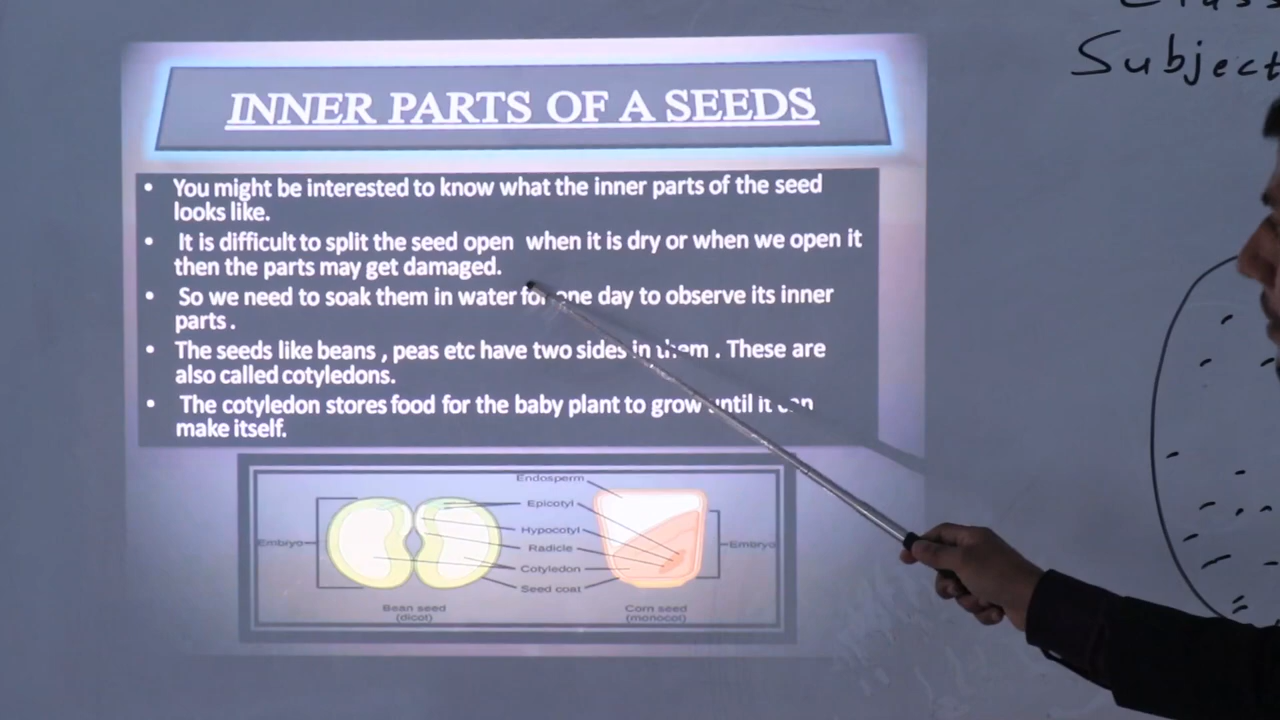 Subject
INNER PARTS OF A SEEDS
• You might be interested to know what the inner parts of the seed
looks like.
• It is difficult to split the seed open when it is dry or when we open it
then the parts may get damaged.
• So we need to soak them in water for one day to observe its inner
parts .
• The seeds like beans , peas etc have two sides in them . These are
also called cotyledons.
• The cotyledon stores food for the baby plant to grow until it can
make itself.
Endosperm
Epicotyl
Hypocotyl
Embryo
Radicle
Embryo
Cotyledon
Seed coat
Bean seed
(dicot)
Corn seed
(monocot)